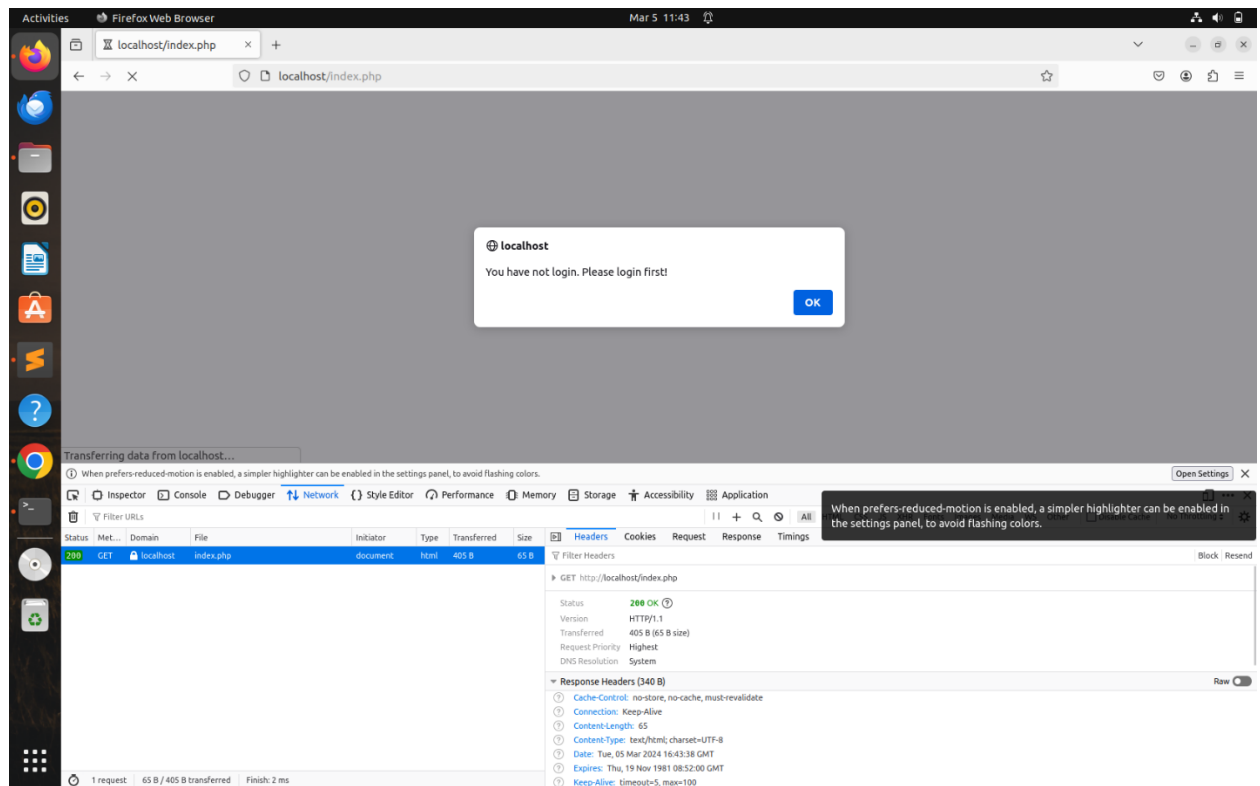 Activities Firefox Web Browser Mar 5 11:43
localhost/index.php × +
localhost/index.php
localhost
You have not login. Please login first!
OK
Transferring data from localhost...
When prefers-reduced-motion is enabled, a simpler highlighter can be enabled in the settings panel, to avoid flashing colors. Open Settings
Inspector Console Debugger Network Style Editor Performance Memory Storage Accessibility Application
When prefers-reduced-motion is enabled, a simpler highlighter can be enabled in
the settings panel, to avoid flashing colors.
Filter URLs All
Status Met... Domain File Initiator Type Transferred Size Headers Cookies Request Response Timings
200 GET localhost index.php document html 405 B 65 B Filter Headers Block Resend
GET http://localhost/index.php
Status 200 OK
Version HTTP/1.1
Transferred 405 B (65 B size)
Request Priority Highest
DNS Resolution System
Response Headers (340 B) Raw
Cache-Control: no-store, no-cache, must-revalidate
Connection: Keep-Alive
Content-Length: 65
Content-Type: text/html; charset=UTF-8
Date: Tue, 05 Mar 2024 16:43:38 GMT
Expires: Thu, 19 Nov 1981 08:52:00 GMT
Keep-Alive: timeout=5, max=100
1 request 65 B / 405 B transferred Finish: 2 ms